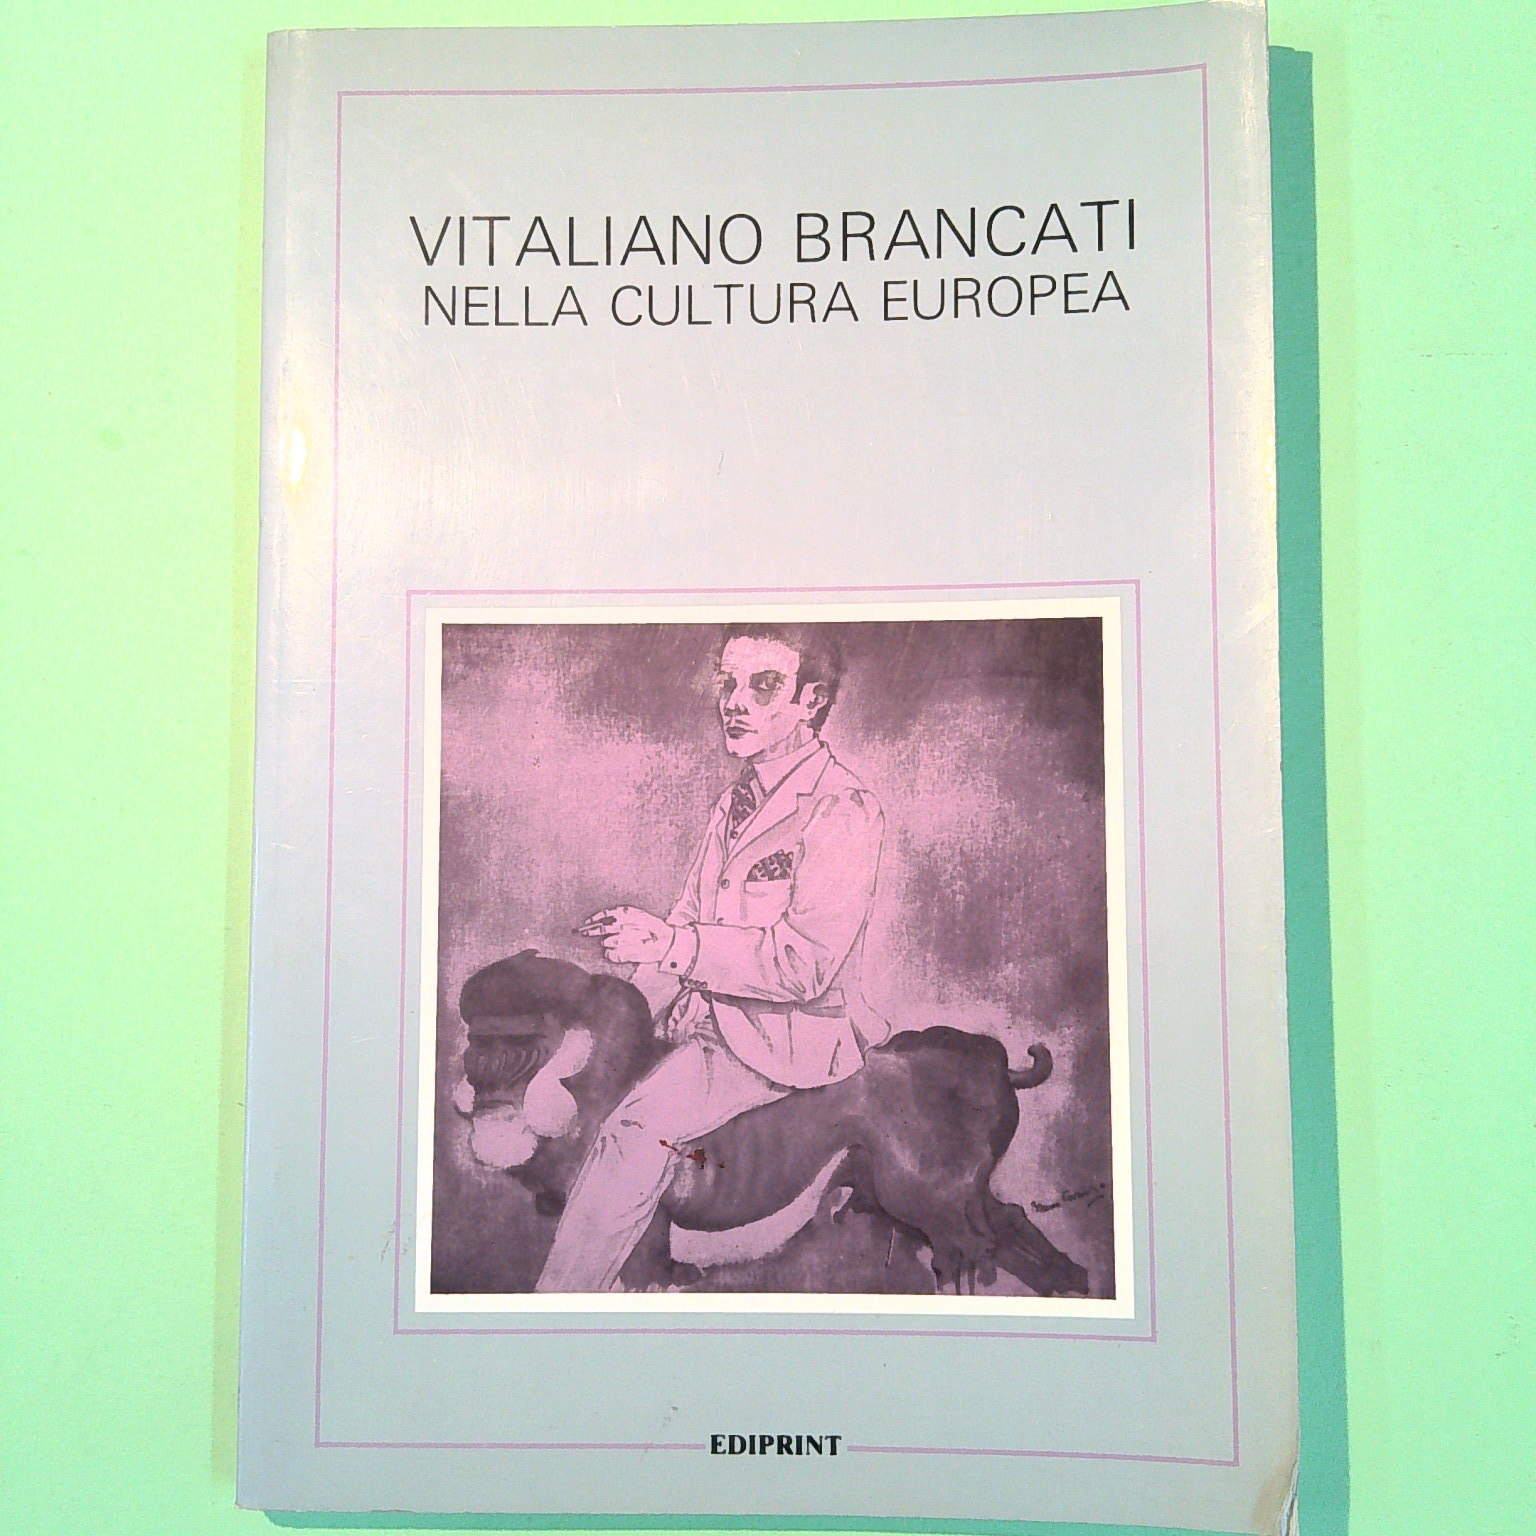 VITALIANO BRANCATI
NELLA CULTURA EUROPEA
EDIPRINT